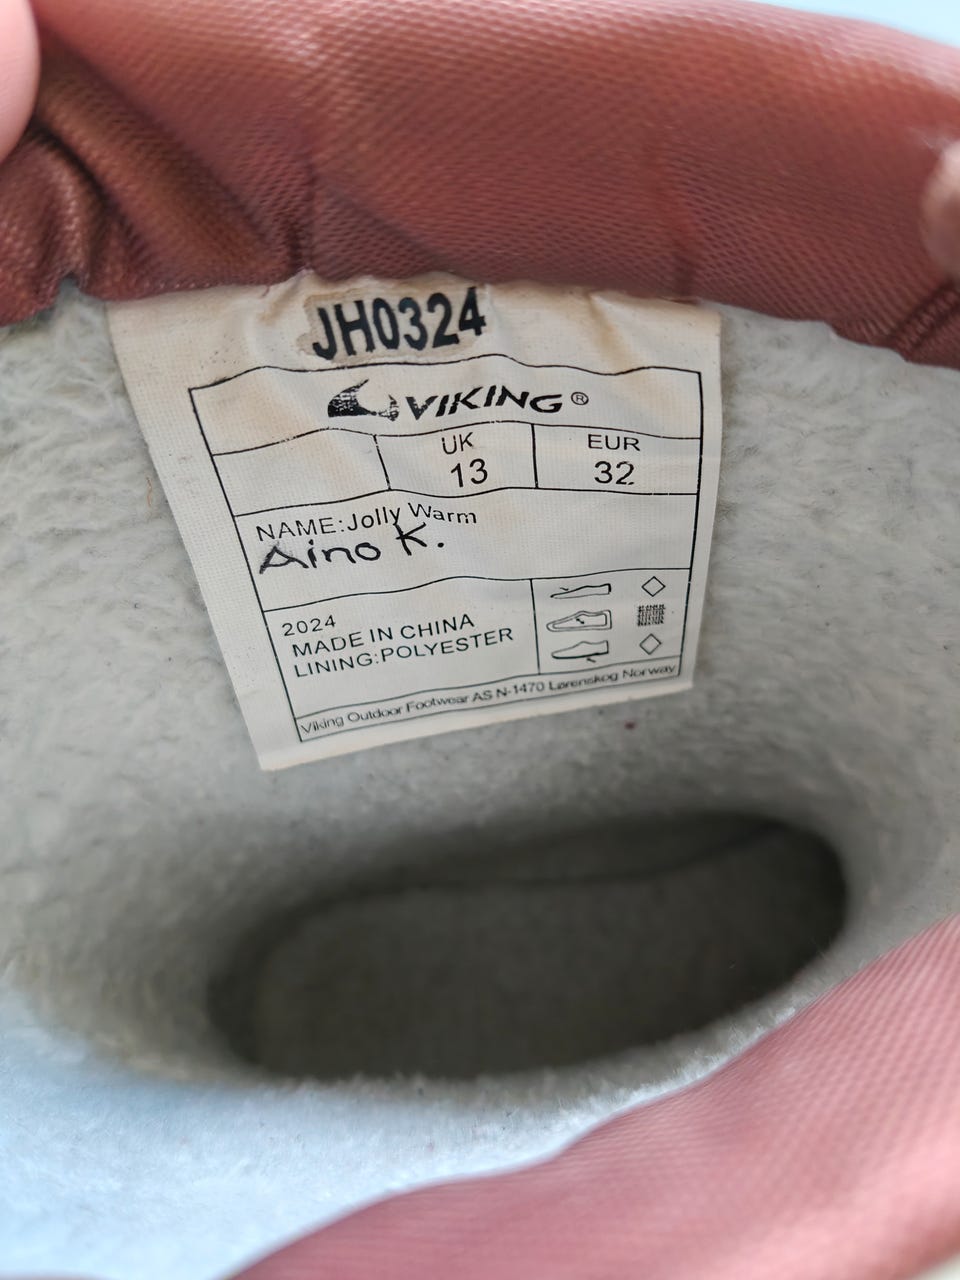 JH0324
VIKING®
UK EUR
13 32
NAME:Jolly Warm
Aino K.
2024
MADE IN CHINA
LINING:POLYESTER
Viking Outdoor Footwear AS N-1470 Lørenskog Norway